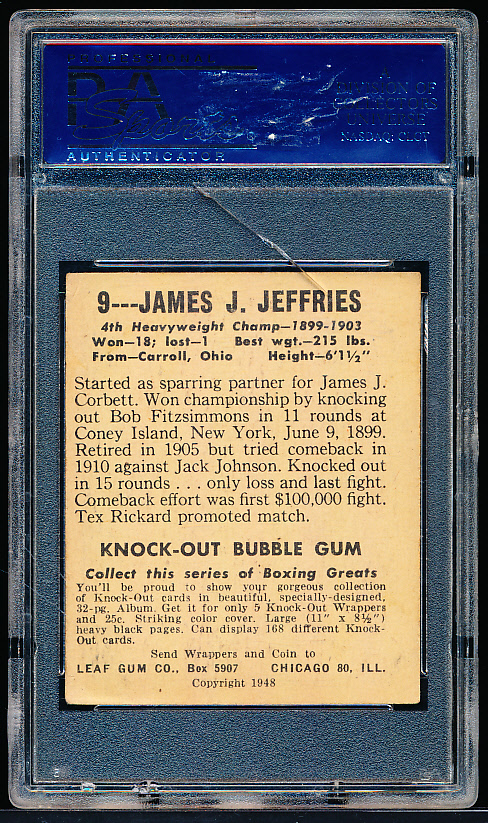 PROFESSIONAL
PSA
Sports
AUTHENTICATOR
A
DIVISION OF
COLLECTORS
UNIVERSE
NASDAQ: CLCT
9---JAMES J. JEFFRIES
4th Heavyweight Champ—1899-1903
Won—18; lost—1 Best wgt.—215 lbs.
From—Carroll, Ohio Height—6'1½"
Started as sparring partner for James J.
Corbett. Won championship by knocking
out Bob Fitzsimmons in 11 rounds at
Coney Island, New York, June 9, 1899.
Retired in 1905 but tried comeback in
1910 against Jack Johnson. Knocked out
in 15 rounds . . . only loss and last fight.
Comeback effort was first $100,000 fight.
Tex Rickard promoted match.
KNOCK-OUT BUBBLE GUM
Collect this series of Boxing Greats
You'll be proud to show your gorgeous collection
of Knock-Out cards in beautiful, specially-designed,
32-pg. Album. Get it for only 5 Knock-Out Wrappers
and 25c. Striking color cover. Large (11" x 8½")
heavy black pages. Can display 168 different Knock-
Out cards.
Send Wrappers and Coin to
LEAF GUM CO., Box 5907 CHICAGO 80, ILL.
Copyright 1948